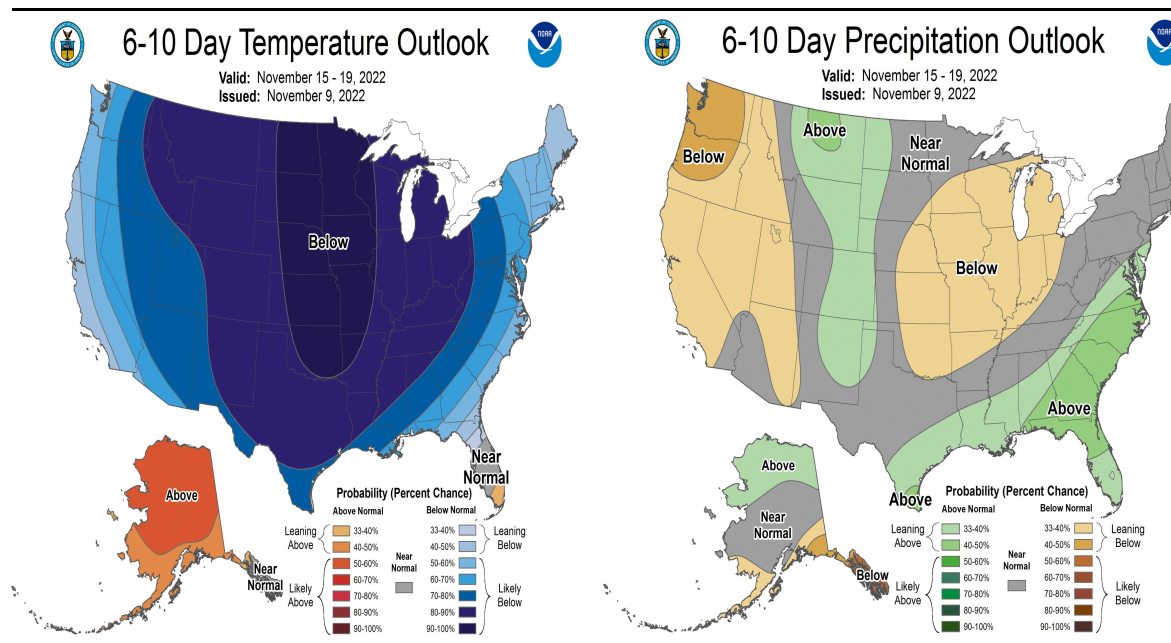 6-10 Day Temperature Outlook
Valid: November 15 - 19, 2022
Issued: November 9, 2022
NOAA
Below
Above
Near
Normal
Near
Normal
Probability (Percent Chance)
Above Normal
Below Normal
Leaning
Above
33-40%
40-50%
Likely
Above
50-60%
60-70%
70-80%
80-90%
90-100%
Near
Normal
33-40%
40-50%
Leaning
Below
50-60%
60-70%
70-80%
80-90%
90-100%
Likely
Below
6-10 Day Precipitation Outlook
Valid: November 15 - 19, 2022
Issued: November 9, 2022
NOAA
Below
Above
Near
Normal
Below
Above
Above
Above
Near
Normal
Below
Probability (Percent Chance)
Above Normal
Below Normal
Leaning
Above
33-40%
40-50%
Likely
Above
50-60%
60-70%
70-80%
80-90%
90-100%
Near
Normal
33-40%
40-50%
Leaning
Below
50-60%
60-70%
70-80%
80-90%
90-100%
Likely
Below